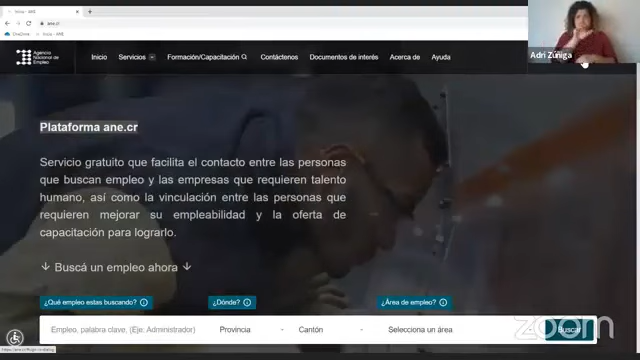 Inicio - ANE
ane.cr
OneDrive
Inicio - ANE
Agencia
Nacional de
Empleo
Inicio Servicios Formación/Capacitación Contáctenos Documentos de interés Acerca de Ayuda
Adri Zúñiga
Plataforma ane.cr
Servicio gratuito que facilita el contacto entre las personas
que buscan empleo y las empresas que requieren talento
humano, así como la vinculación entre las personas que
requieren mejorar su empleabilidad y la oferta de
capacitación para lograrlo.
↓ Buscá un empleo ahora ↓
¿Qué empleo estas buscando? ¿Dónde? ¿Área de empleo?
Empleo, palabra clave, (Eje: Administrador) Provincia Cantón Selecciona un área Buscar
zoom